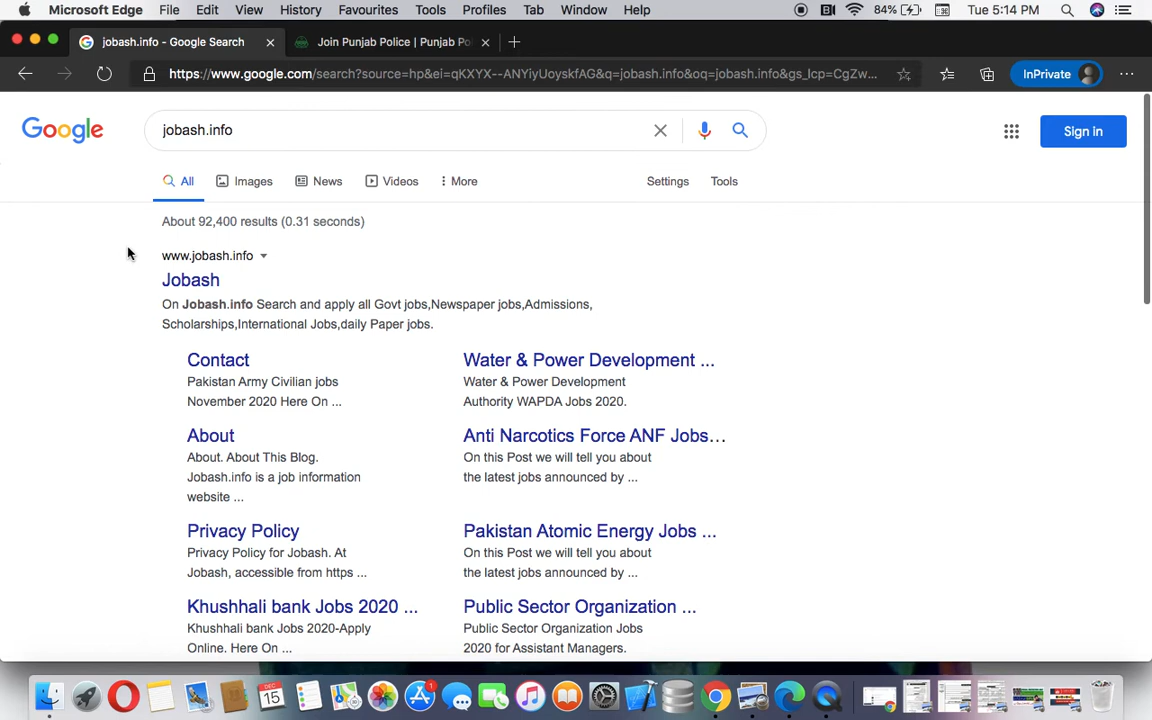 Microsoft Edge File Edit View History Favourites Tools Profiles Tab Window Help 84% Tue 5:14 PM
jobash.info - Google Search Join Punjab Police | Punjab Po
https://www.google.com/search?source=hp&ei=qKXYX--ANYiyUoyskfAG&q=jobash.info&oq=jobash.info&gs_lcp=CgZw... InPrivate
Google jobash.info Sign in
All Images News Videos More Settings Tools
About 92,400 results (0.31 seconds)
www.jobash.info
Jobash
On Jobash.info Search and apply all Govt jobs,Newspaper jobs,Admissions,
Scholarships,International Jobs,daily Paper jobs.
Contact
Pakistan Army Civilian jobs
November 2020 Here On ...
Water & Power Development ...
Water & Power Development
Authority WAPDA Jobs 2020.
About
About. About This Blog.
Jobash.info is a job information
website ...
Anti Narcotics Force ANF Jobs...
On this Post we will tell you about
the latest jobs announced by ...
Privacy Policy
Privacy Policy for Jobash. At
Jobash, accessible from https ...
Pakistan Atomic Energy Jobs ...
On this Post we will tell you about
the latest jobs announced by ...
Khushhali bank Jobs 2020 ...
Khushhali bank Jobs 2020-Apply
Online. Here On ...
Public Sector Organization ...
Public Sector Organization Jobs
2020 for Assistant Managers.
DEC
15
1